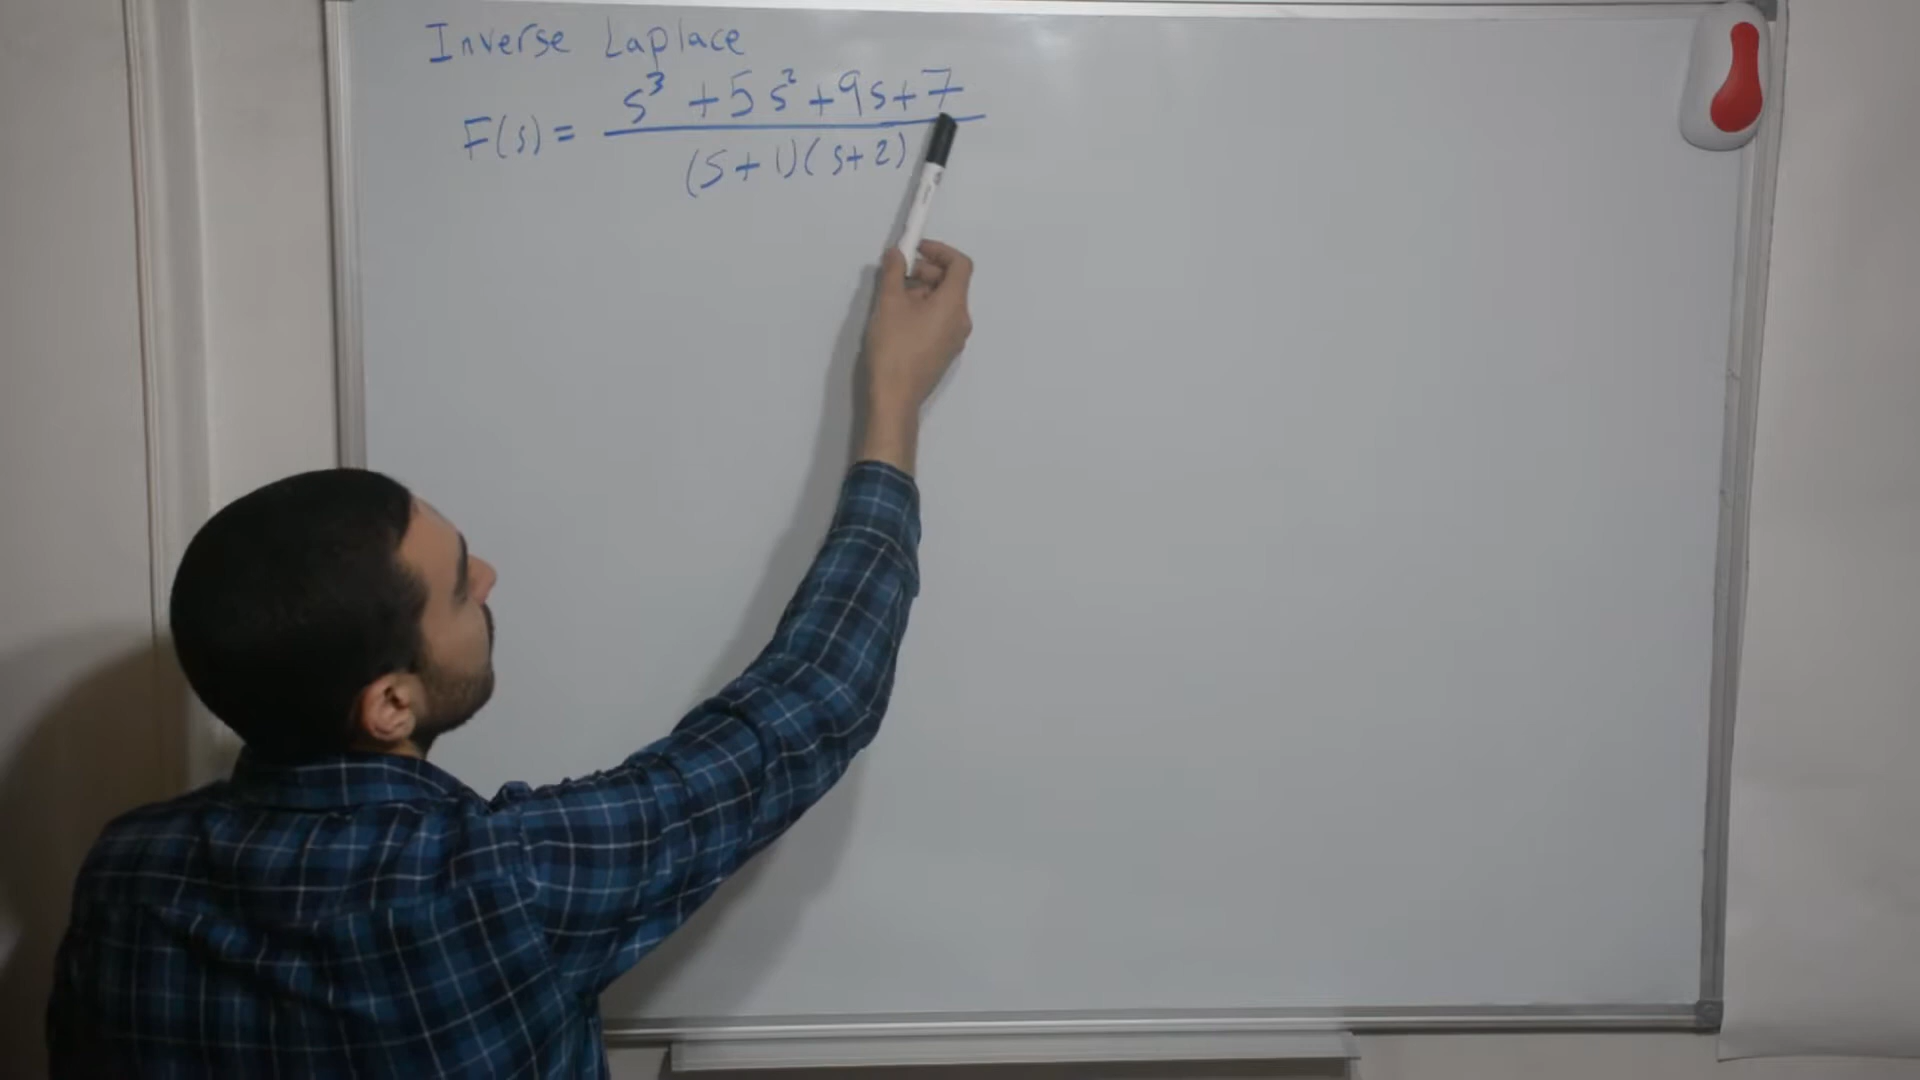 Inverse Laplace
F(s) = s³ + 5s² + 9s + 7
(s + 1)(s + 2)